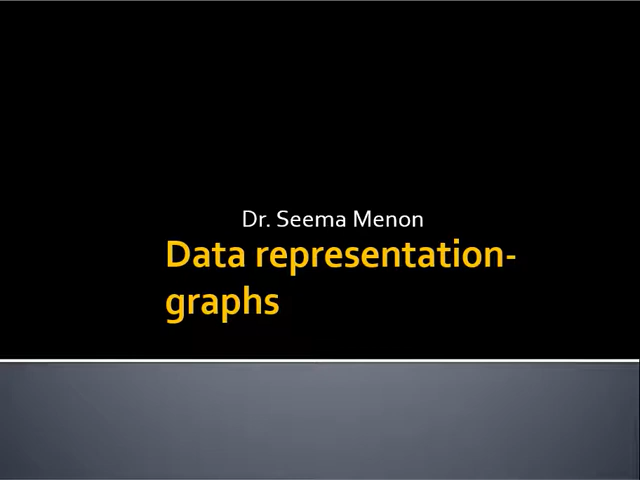 Dr. Seema Menon
Data representation-
graphs